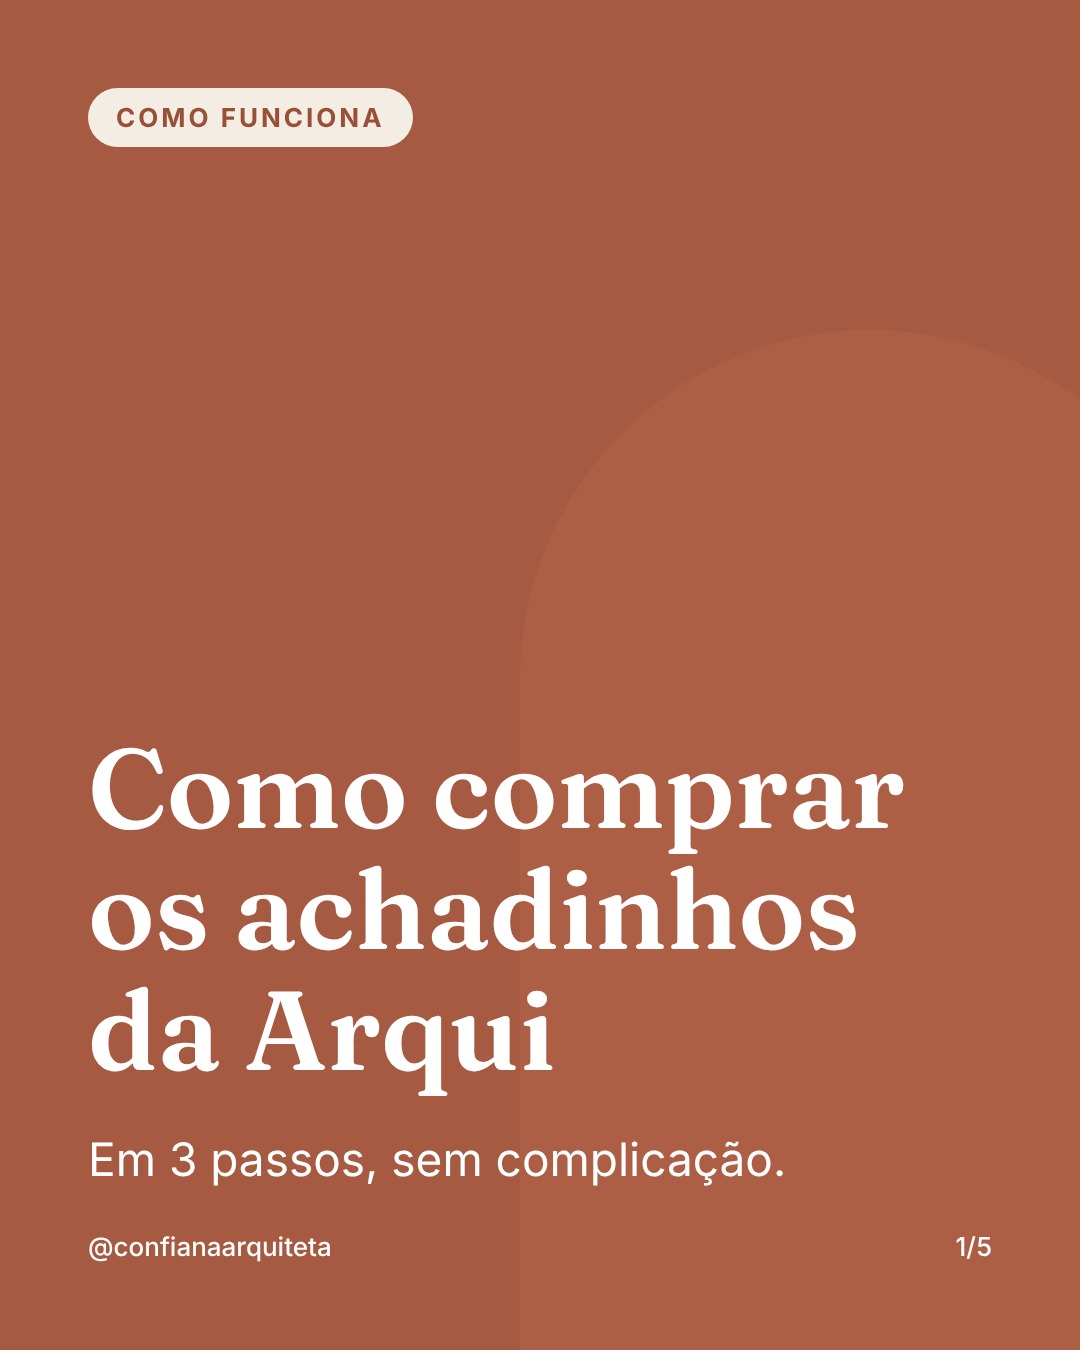 COMO FUNCIONA
Como comprar
os achadinhos
da Arqui
Em 3 passos, sem complicação.
@confianaarquiteta
1/5